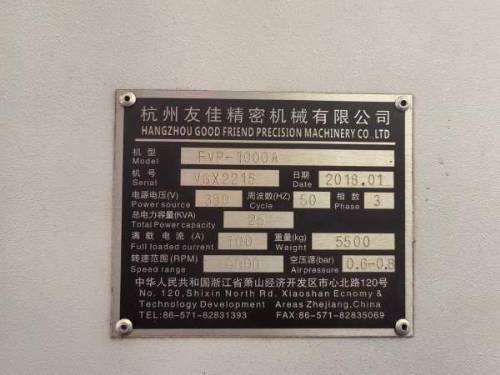 杭州友佳精密机械有限公司
HANGZHOU GOOD FRIEND PRECISION MACHINERY CO.,LTD
机 型 FVP-1000A
Model
机 号 VGX2216 日期 2018.01
Serial Date
电源电压(V) 380 周波数(HZ) 50 相数 3
Power source Cycle Phase
总电力容量(KVA) 25
Total Power capacity
满 载 电 流 (A) 重量(kg) 5500
Full loaded current Weight
转速范围(RPM) 空压源(bar) 0.6-0.8
Speed range Airpressure
中华人民共和国浙江省萧山经济开发区市心北路120号
No.120,Shixin North Rd. Xiaoshan Ecnomy &
Technology Development Areas Zhejiang,China
TEL:86-571-82831393 FAX:86-571-82835069